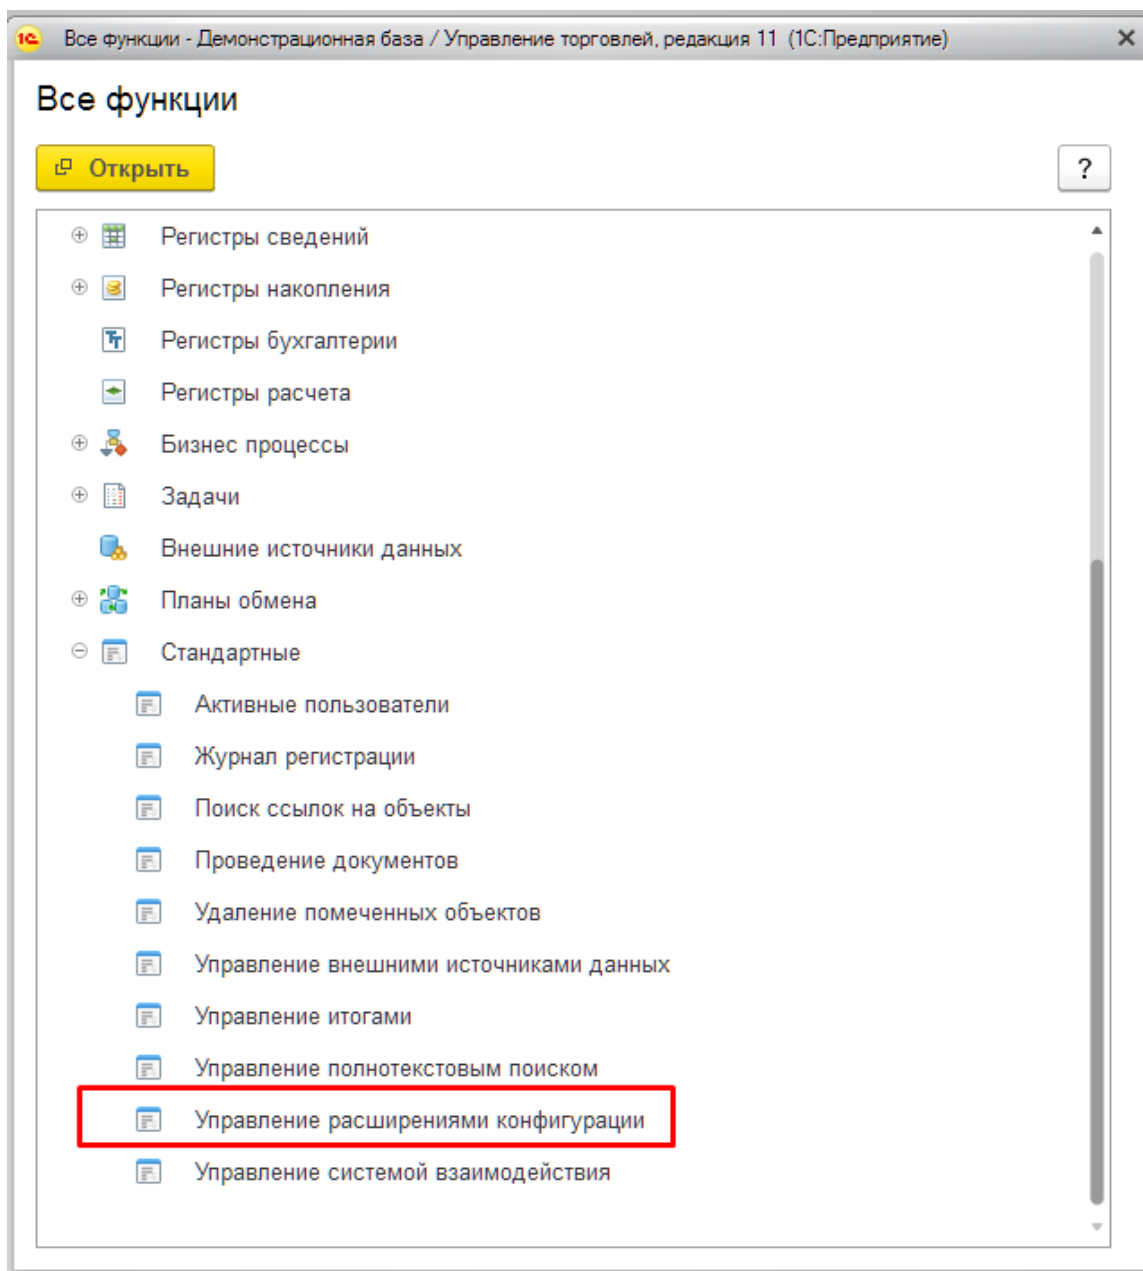 1С Все функции - Демонстрационная база / Управление торговлей, редакция 11 (1С:Предприятие)
Все функции
Открыть
?
Регистры сведений
Регистры накопления
Регистры бухгалтерии
Регистры расчета
Бизнес процессы
Задачи
Внешние источники данных
Планы обмена
Стандартные
Активные пользователи
Журнал регистрации
Поиск ссылок на объекты
Проведение документов
Удаление помеченных объектов
Управление внешними источниками данных
Управление итогами
Управление полнотекстовым поиском
Управление расширениями конфигурации
Управление системой взаимодействия